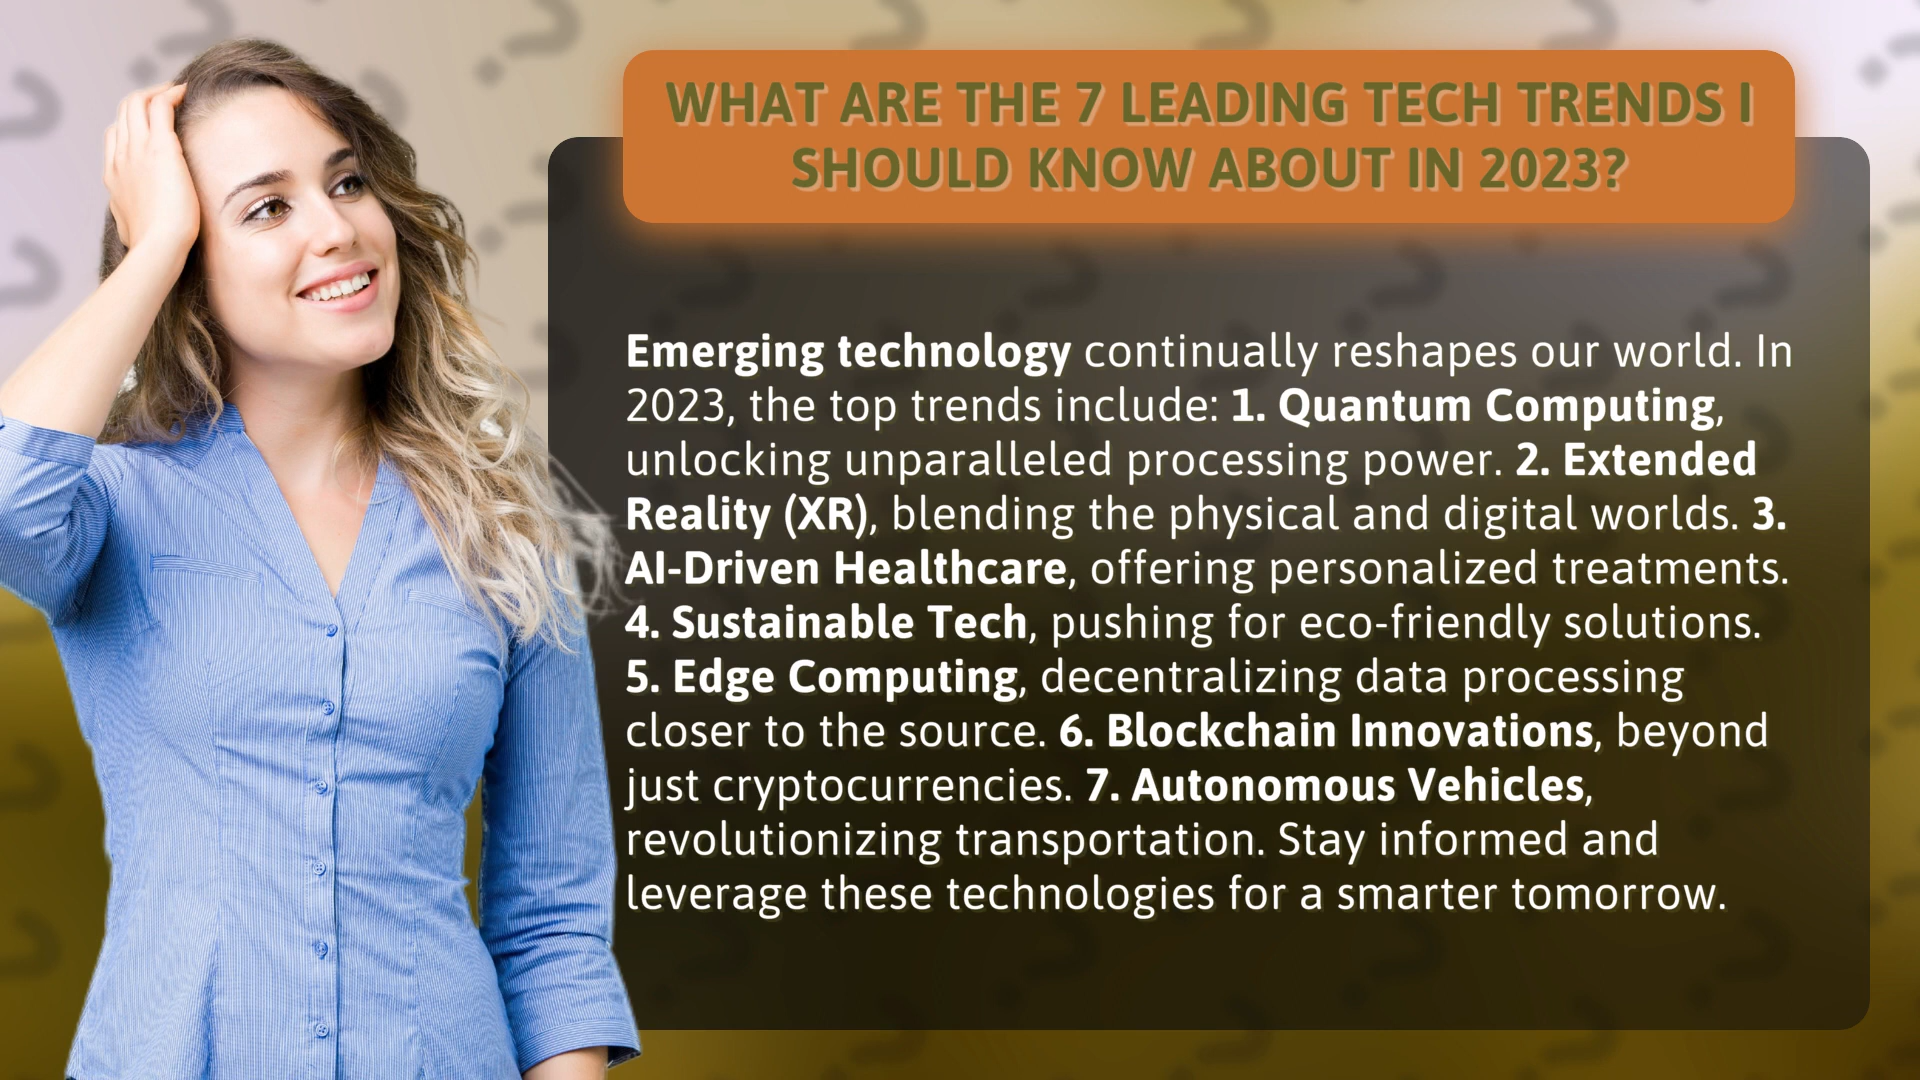 WHAT ARE THE 7 LEADING TECH TRENDS I
SHOULD KNOW ABOUT IN 2023?
Emerging technology continually reshapes our world. In
2023, the top trends include: 1. Quantum Computing,
unlocking unparalleled processing power. 2. Extended
Reality (XR), blending the physical and digital worlds. 3.
AI-Driven Healthcare, offering personalized treatments.
4. Sustainable Tech, pushing for eco-friendly solutions.
5. Edge Computing, decentralizing data processing
closer to the source. 6. Blockchain Innovations, beyond
just cryptocurrencies. 7. Autonomous Vehicles,
revolutionizing transportation. Stay informed and
leverage these technologies for a smarter tomorrow.